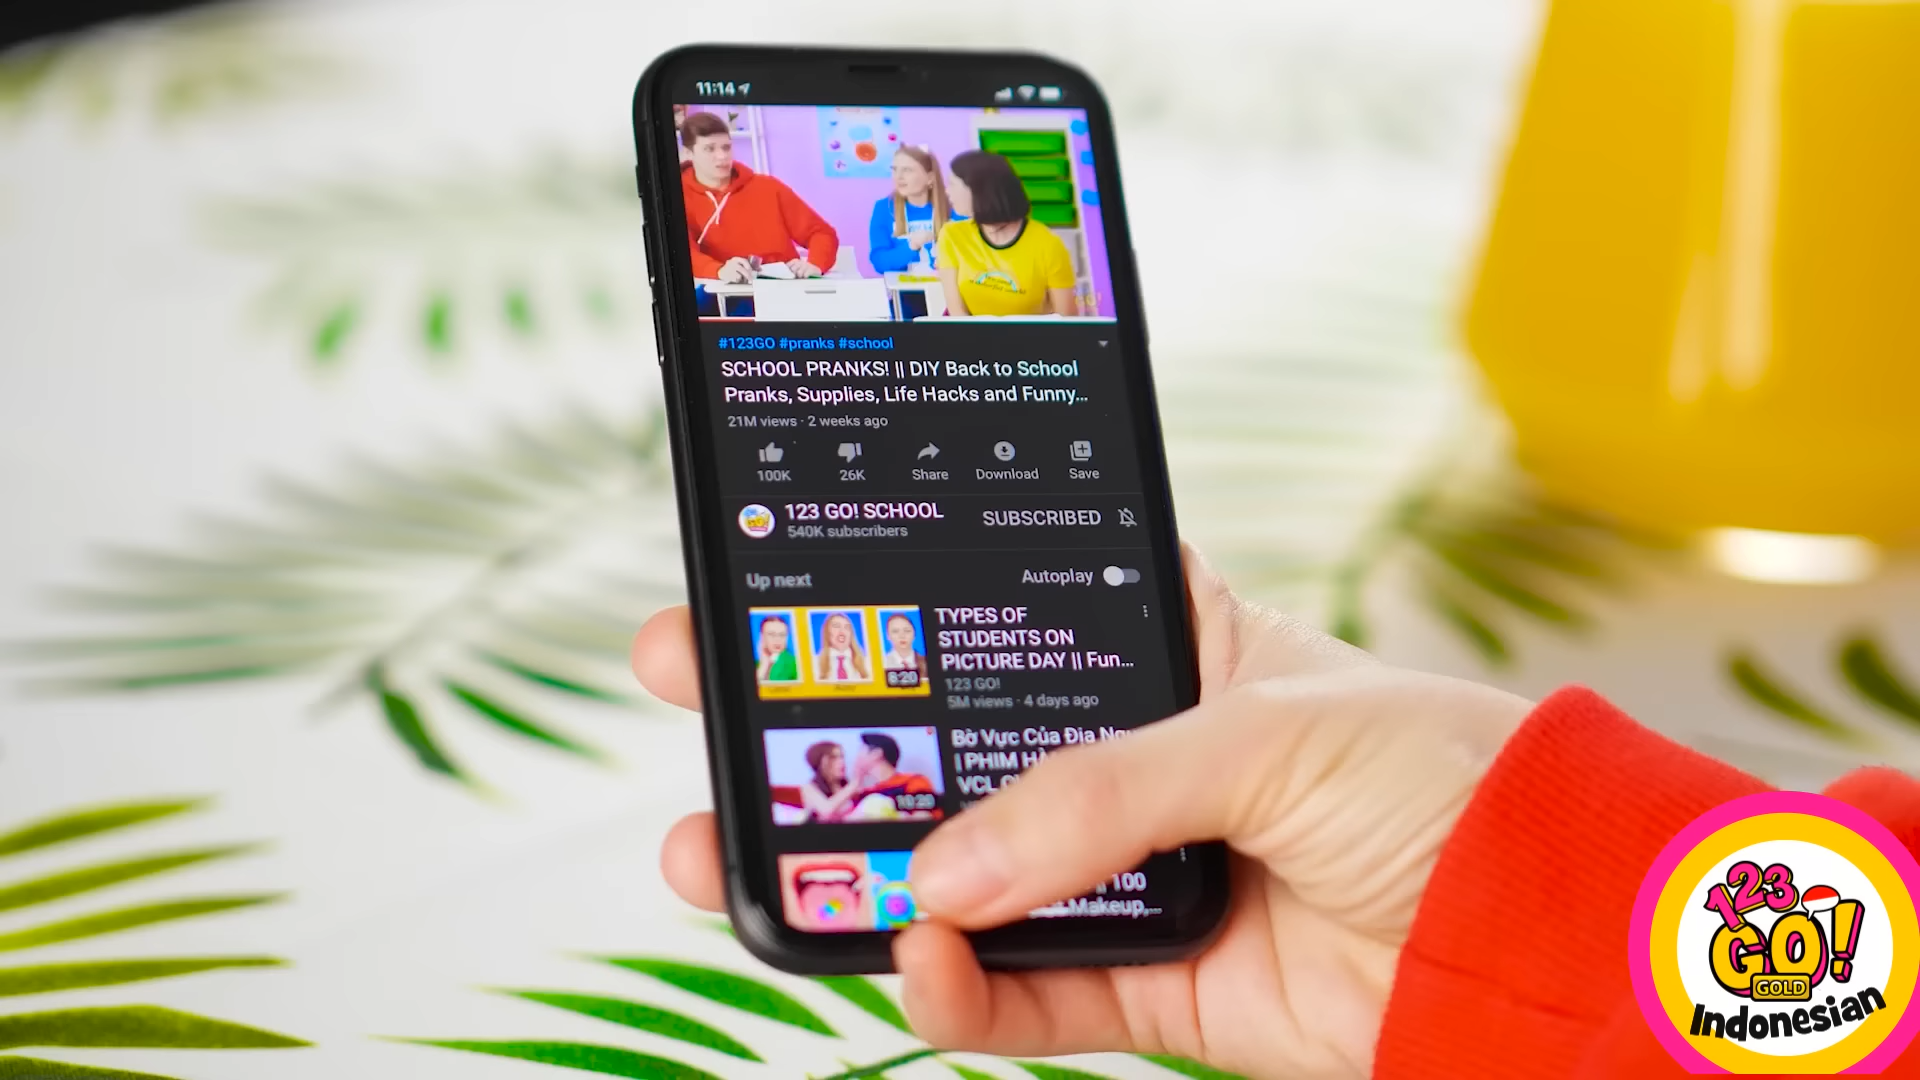 11:14
#123GO #pranks #school
SCHOOL PRANKS! || DIY Back to School
Pranks, Supplies, Life Hacks and Funny...
21M views · 2 weeks ago
100K
26K
Share
Download
Save
123 GO! SCHOOL
540K subscribers
SUBSCRIBED
Up next
Autoplay
TYPES OF
STUDENTS ON
PICTURE DAY || Fun...
123 GO!
5M views · 4 days ago
8:20
Bờ Vực Của Địa
| PHIM
VCL
10:20
100
Makeup,...
123
GO!
GOLD
Indonesian